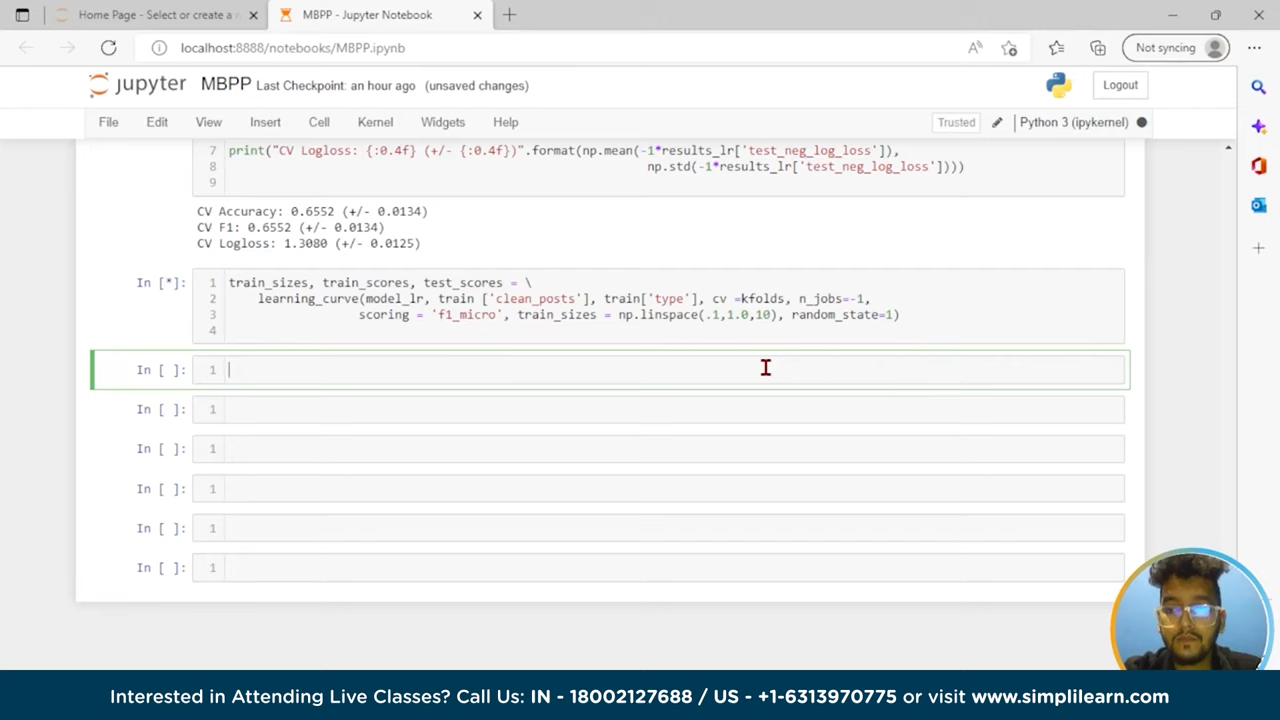 Home Page - Select or create a n
MBPP - Jupyter Notebook
localhost:8888/notebooks/MBPP.ipynb
Not syncing
jupyter MBPP Last Checkpoint: an hour ago (unsaved changes)
Logout
File Edit View Insert Cell Kernel Widgets Help
Trusted
Python 3 (ipykernel)
7 print("CV Logloss: {:0.4f} (+/- {:0.4f})".format(np.mean(-1*results_lr['test_neg_log_loss']),
8 np.std(-1*results_lr['test_neg_log_loss'])))
9
CV Accuracy: 0.6552 (+/- 0.0134)
CV F1: 0.6552 (+/- 0.0134)
CV Logloss: 1.3080 (+/- 0.0125)
In [*]: 1 train_sizes, train_scores, test_scores = \
2 learning_curve(model_lr, train ['clean_posts'], train['type'], cv =kfolds, n_jobs=-1,
3 scoring = 'f1_micro', train_sizes = np.linspace(.1,1.0,10), random_state=1)
4
In [ ]: 1
In [ ]: 1
In [ ]: 1
In [ ]: 1
In [ ]: 1
In [ ]: 1
Interested in Attending Live Classes? Call Us: IN - 18002127688 / US - +1-6313970775 or visit www.simplilearn.com